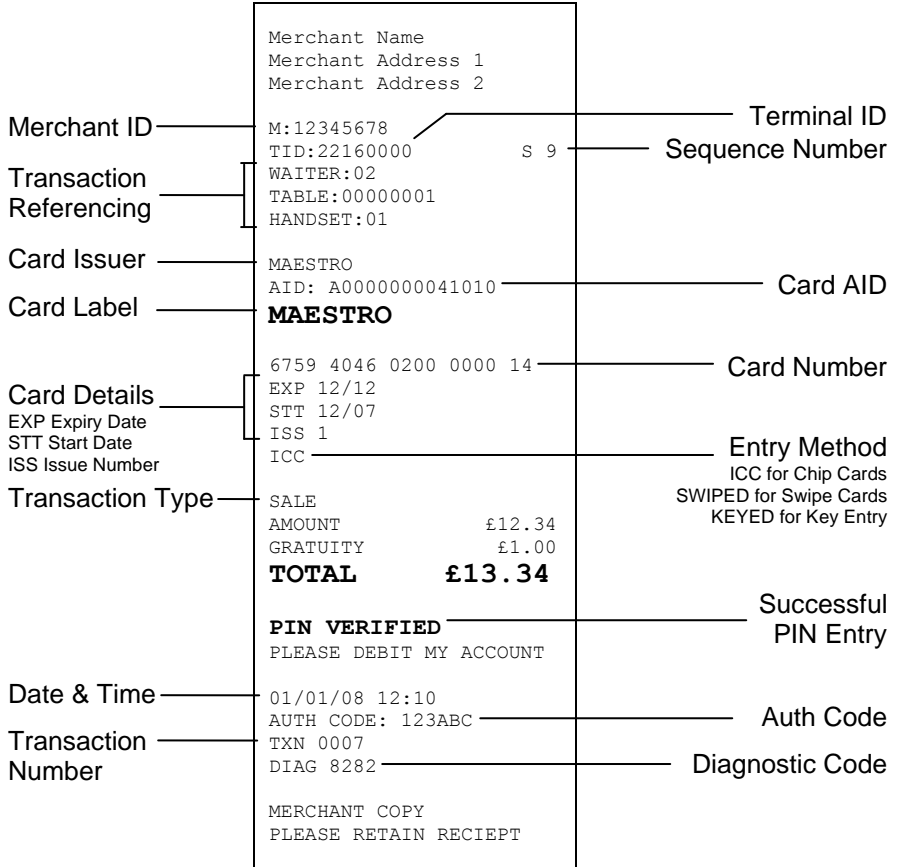 Merchant Name
Merchant Address 1
Merchant Address 2
Merchant ID
M:12345678
Terminal ID
TID:22160000 S 9
Sequence Number
Transaction
Referencing
WAITER:02
TABLE:00000001
HANDSET:01
Card Issuer
MAESTRO
AID: A0000000041010
Card AID
Card Label
MAESTRO
6759 4046 0200 0000 14
Card Number
Card Details
EXP Expiry Date
STT Start Date
ISS Issue Number
EXP 12/12
STT 12/07
ISS 1
ICC
Entry Method
ICC for Chip Cards
SWIPED for Swipe Cards
KEYED for Key Entry
Transaction Type
SALE
AMOUNT £12.34
GRATUITY £1.00
TOTAL £13.34
PIN VERIFIED
Successful
PIN Entry
PLEASE DEBIT MY ACCOUNT
Date & Time
01/01/08 12:10
AUTH CODE: 123ABC
Auth Code
Transaction
Number
TXN 0007
DIAG 8282
Diagnostic Code
MERCHANT COPY
PLEASE RETAIN RECIEPT